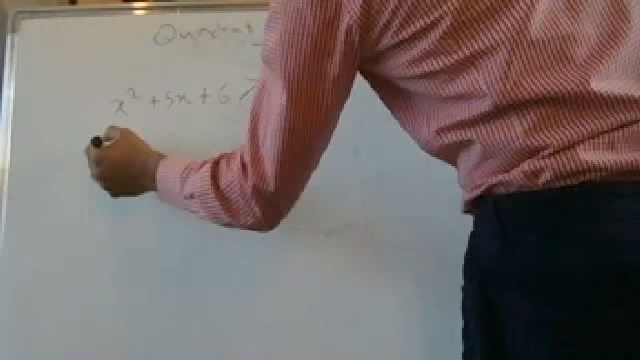 Quadrat
x² + 5x + 6 >